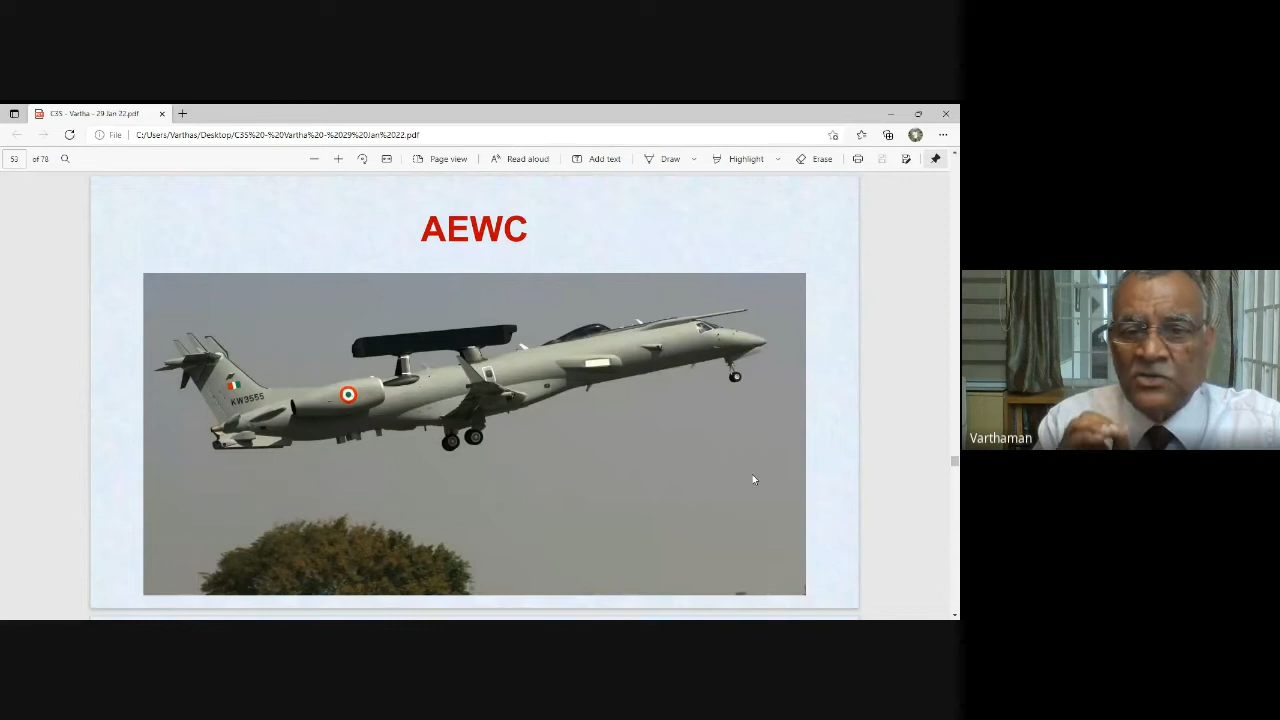 C3S - Vartha - 29 Jan 22.pdf
File C:/Users/Varthas/Desktop/C3S%20-%20Vartha%20-%2029%20Jan%2022.pdf
53 of 78 Page view Read aloud Add text Draw Highlight Erase
AEWC
KW3555
Varthaman